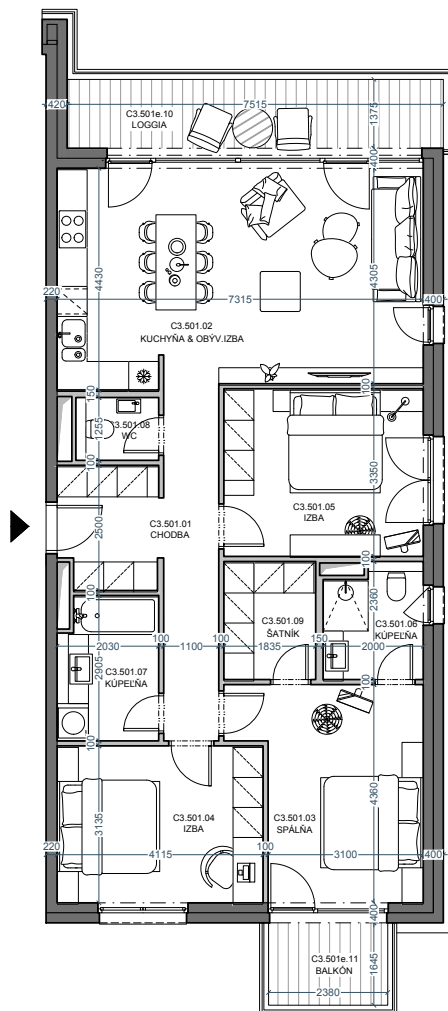 420
C3.501e.10
LOGGIA
7515
1375
400
4430
220
7315
4305
400
C3.501.02
KUCHYŇA & OBÝV.IZBA
150
100
C3.501.08
WC
1255
100
3350
C3.501.05
IZBA
C3.501.01
CHODBA
2500
100
100
2360
C3.501.09
ŠATNÍK
C3.501.06
KÚPEĽŇA
2030
100
1100
100
1835
150
2000
C3.501.07
KÚPEĽŇA
2905
100
100
4360
C3.501.04
IZBA
C3.501.03
SPÁLŇA
3135
220
4115
100
3100
400
400
C3.501e.11
BALKÓN
1645
2380